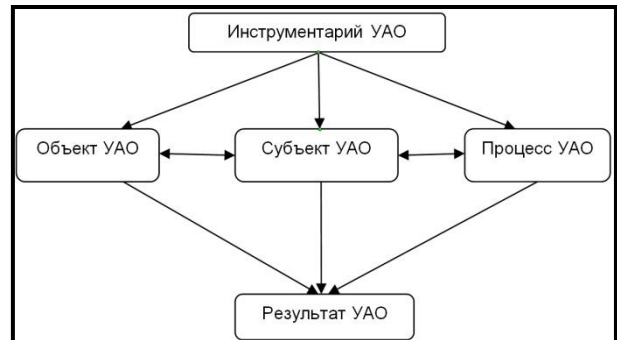 Инструментарий УАО
Объект УАО
Субъект УАО
Процесс УАО
Результат УАО